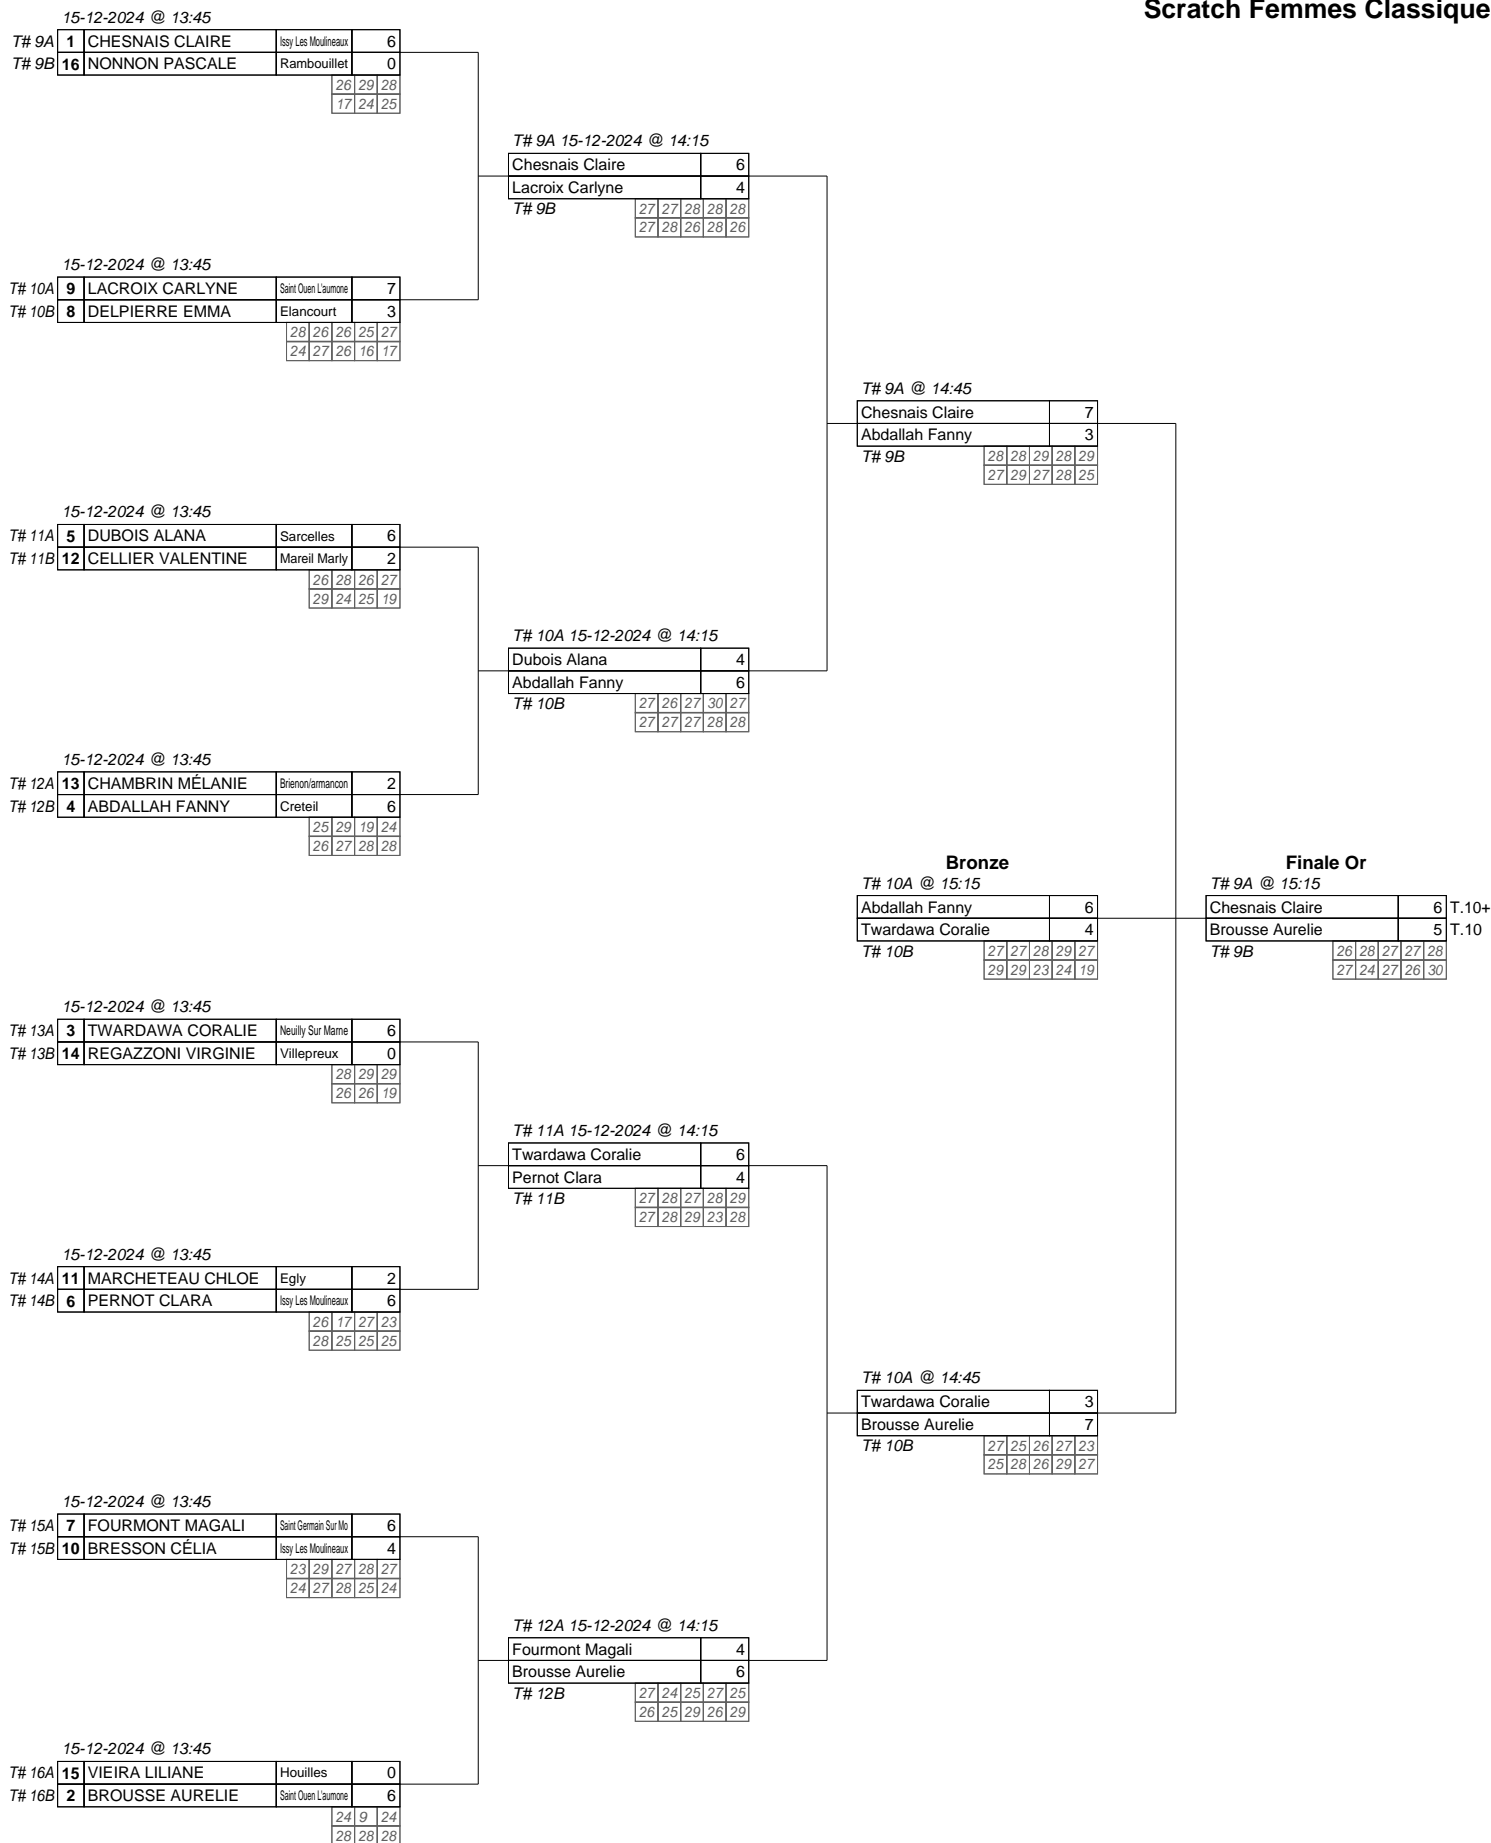 Scratch Femmes Classique
15-12-2024 @ 13:45
T# 9A 1 CHESNAIS CLAIRE Issy Les Moulineaux 6
T# 9B 16 NONNON PASCALE Rambouillet 0
26 29 28
17 24 25
T# 9A 15-12-2024 @ 14:15
Chesnais Claire 6
Lacroix Carlyne 4
T# 9B 27 27 28 28 28
27 28 26 28 26
15-12-2024 @ 13:45
T# 10A 9 LACROIX CARLYNE Saint Ouen L'aumone 7
T# 10B 8 DELPIERRE EMMA Elancourt 3
28 26 26 25 27
24 27 26 16 17
T# 9A @ 14:45
Chesnais Claire 7
Abdallah Fanny 3
T# 9B 28 28 29 28 29
27 29 27 28 25
15-12-2024 @ 13:45
T# 11A 5 DUBOIS ALANA Sarcelles 6
T# 11B 12 CELLIER VALENTINE Mareil Marly 2
26 28 26 27
29 24 25 19
T# 10A 15-12-2024 @ 14:15
Dubois Alana 4
Abdallah Fanny 6
T# 10B 27 26 27 30 27
27 27 27 28 28
15-12-2024 @ 13:45
T# 12A 13 CHAMBRIN MÉLANIE Brienon/armancon 2
T# 12B 4 ABDALLAH FANNY Creteil 6
25 29 19 24
26 27 28 28
Bronze
T# 10A @ 15:15
Abdallah Fanny 6
Twardawa Coralie 4
T# 10B 27 27 28 29 27
29 29 23 24 19
Finale Or
T# 9A @ 15:15
Chesnais Claire 6 T.10+
Brousse Aurelie 5 T.10
T# 9B 26 28 27 27 28
27 24 27 26 30
15-12-2024 @ 13:45
T# 13A 3 TWARDAWA CORALIE Neuilly Sur Marne 6
T# 13B 14 REGAZZONI VIRGINIE Villepreux 0
28 29 29
26 26 19
T# 11A 15-12-2024 @ 14:15
Twardawa Coralie 6
Pernot Clara 4
T# 11B 27 28 27 28 29
27 28 29 23 28
15-12-2024 @ 13:45
T# 14A 11 MARCHETEAU CHLOE Egly 2
T# 14B 6 PERNOT CLARA Issy Les Moulineaux 6
26 17 27 23
28 25 25 25
T# 10A @ 14:45
Twardawa Coralie 3
Brousse Aurelie 7
T# 10B 27 25 26 27 23
25 28 26 29 27
15-12-2024 @ 13:45
T# 15A 7 FOURMONT MAGALI Saint Germain Sur Mo 6
T# 15B 10 BRESSON CÉLIA Issy Les Moulineaux 4
23 29 27 28 27
24 27 28 25 24
T# 12A 15-12-2024 @ 14:15
Fourmont Magali 4
Brousse Aurelie 6
T# 12B 27 24 25 27 25
26 25 29 26 29
15-12-2024 @ 13:45
T# 16A 15 VIEIRA LILIANE Houilles 0
T# 16B 2 BROUSSE AURELIE Saint Ouen L'aumone 6
24 9 24
28 28 28